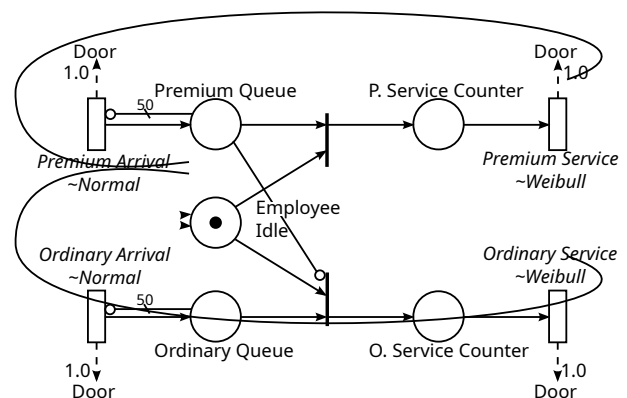 Door
Door
1.0
1.0
Premium Queue
P. Service Counter
50
Premium Arrival
~Normal
Premium Service
~Weibull
Employee
Idle
Ordinary Arrival
~Normal
Ordinary Service
~Weibull
50
Ordinary Queue
O. Service Counter
1.0
1.0
Door
Door